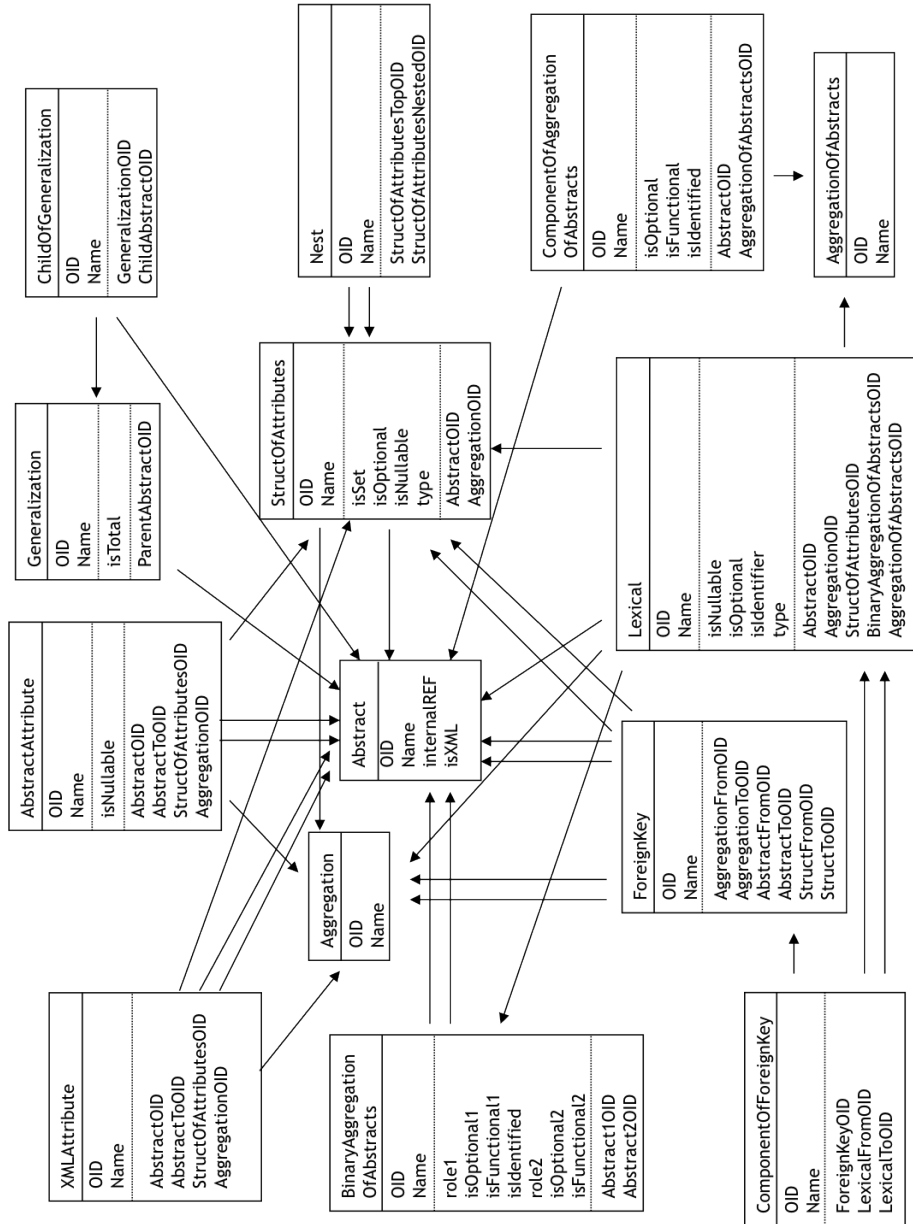 XMLAttribute
OID
Name
AbstractOID
AbstractToOID
StructOfAttributesOID
AggregationOID
AbstractAttribute
OID
Name
isNullable
AbstractOID
AbstractToOID
StructOfAttributesOID
AggregationOID
Generalization
OID
Name
isTotal
ParentAbstractOID
ChildOfGeneralization
OID
Name
GeneralizationOID
ChildAbstractOID
BinaryAggregation
OfAbstracts
OID
Name
role1
isOptional1
isFunctional1
isIdentified
role2
isOptional2
isFunctional2
Abstract1OID
Abstract2OID
Aggregation
OID
Name
Abstract
OID
Name
internalREF
isXML
StructOfAttributes
OID
Name
isSet
isOptional
isNullable
type
AbstractOID
AggregationOID
Nest
OID
Name
StructOfAttributesTopOID
StructOfAttributesNestedOID
ComponentOfForeignKey
OID
Name
ForeignKeyOID
LexicalFromOID
LexicalToOID
ForeignKey
OID
Name
AggregationFromOID
AggregationToOID
AbstractFromOID
AbstractToOID
StructFromOID
StructToOID
Lexical
OID
Name
isNullable
isOptional
isIdentifier
type
AbstractOID
AggregationOID
StructOfAttributesOID
BinaryAggregationOfAbstractsOID
AggregationOfAbstractsOID
ComponentOfAggregation
OfAbstracts
OID
Name
isOptional
isFunctional
isIdentified
AbstractOID
AggregationOfAbstractsOID
AggregationOfAbstracts
OID
Name